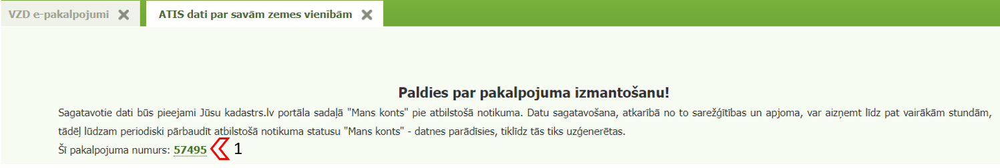 VZD e-pakalpojumi ATIS dati par savām zemes vienībām
Paldies par pakalpojuma izmantošanu!
Sagatavotie dati būs pieejami Jūsu kadastrs.lv portāla sadaļā "Mans konts" pie atbilstošā notikuma. Datu sagatavošana, atkarībā no to sarežģītības un apjoma, var aizņemt līdz pat vairākām stundām,
tādēļ lūdzam periodiski pārbaudīt atbilstošā notikuma statusu "Mans konts" - datnes parādīsies, tiklīdz tās tiks uzģenerētas.
Šī pakalpojuma numurs: 57495 1